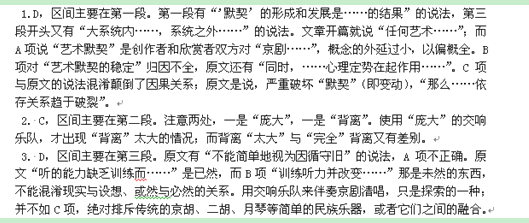 1.D，区间主要在第一段。第一段有“‘默契’的形成和发展是……的结果”的说法，第三
段开头又有“大系统内……，系统之外……”的说法。文章开篇就说“任何艺术……”；而
A项说“艺术默契”是创作者和欣赏者双方对“京剧……”，概念的外延过小，以偏概全。B
项对“艺术默契的稳定”归因不全，原文还有“同时，……心理定势在起作用……”。C 项
与原文的说法混淆颠倒了因果关系；原文是说，严重破坏“默契”（即变动），“那么……依
存关系趋于破裂”。
2．C，区间主要在第二段。注意两处，一是“庞大”，一是“背离”。使用“庞大”的交响
乐队，才出现“背离”太大的情况；而背离“太大”与“完全”背离又有差别。
3．D，区间主要在第三段。原文有“不能简单地视为因循守旧”的说法，A 项不正确。原
文“听的能力缺乏训练而……”是已然，而 B 项“训练听力并改变……”那是未然的东西，
不能混淆现实与设想、或然与必然的关系。用交响乐队来伴奏京剧清唱，只是探索的一种；
并不如 C 项，绝对排斥传统的京胡、二胡、月琴等简单的民族乐器，或者它们之间的融合。